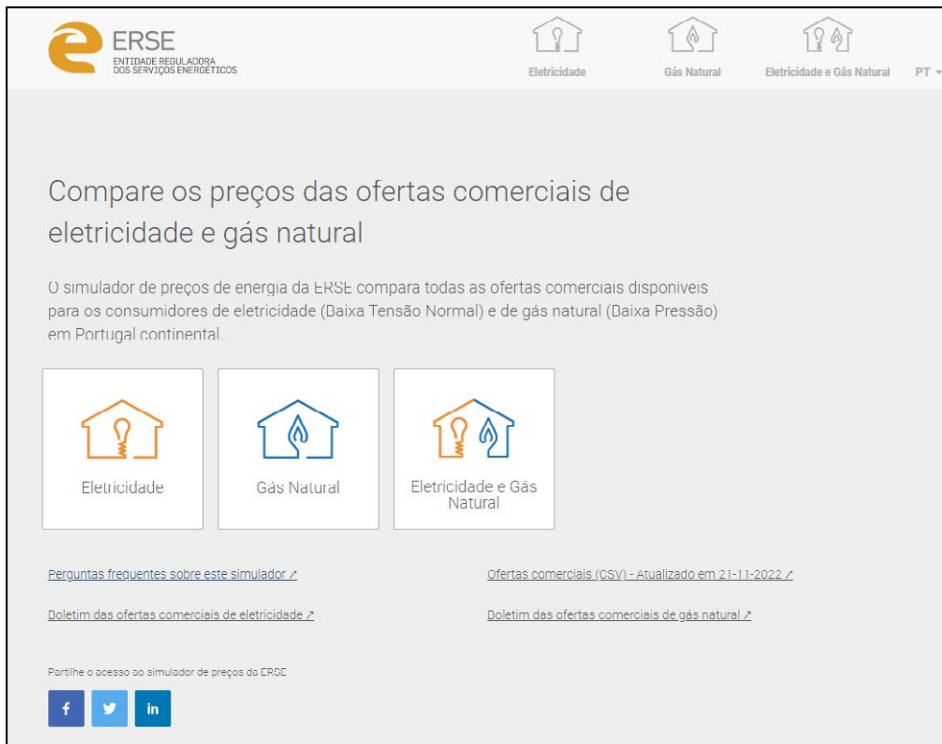 ERSE
ENTIDADE REGULADORA
DOS SERVIÇOS ENERGÉTICOS
Eletricidade
Gás Natural
Eletricidade e Gás Natural
PT
Compare os preços das ofertas comerciais de
eletricidade e gás natural
O simulador de preços de energia da ERSE compara todas as ofertas comerciais disponíveis
para os consumidores de eletricidade (Baixa Tensão Normal) e de gás natural (Baixa Pressão)
em Portugal continental.
Eletricidade
Gás Natural
Eletricidade e Gás
Natural
Perguntas frequentes sobre este simulador
Ofertas comerciais (CSV) - Atualizado em 21-11-2022
Boletim das ofertas comerciais de eletricidade
Boletim das ofertas comerciais de gás natural
Partilhe o acesso ao simulador de preços da ERSE
f
in